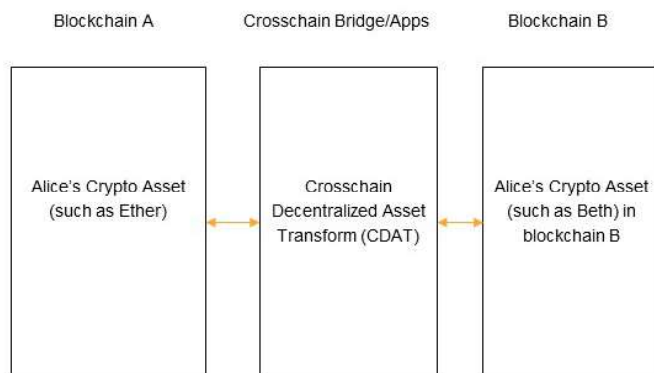 Blockchain A
Crosschain Bridge/Apps
Blockchain B
Alice's Crypto Asset
(such as Ether)
Crosschain
Decentralized Asset
Transform (CDAT)
Alice's Crypto Asset
(such as Beth) in
blockchain B